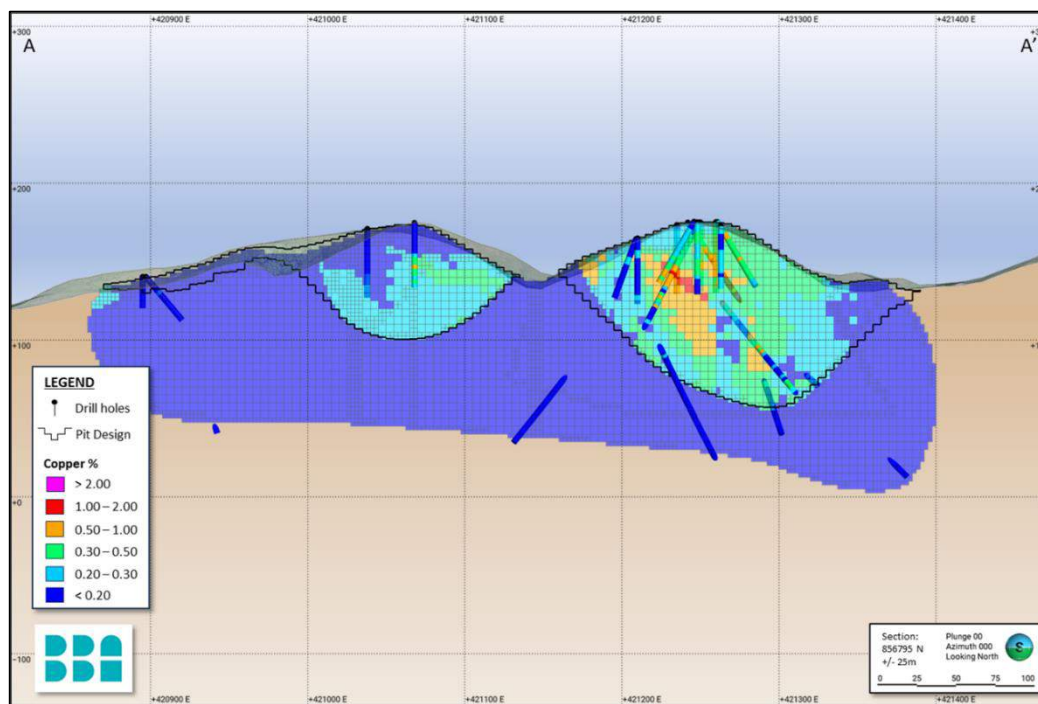 +420900 E +421000 E +421100 E +421200 E +421300 E +421400 E
+300
A A'
+200
+100
LEGEND
Drill holes
Pit Design
Copper %
> 2.00
1.00 – 2.00
0.50 – 1.00
0.30 – 0.50
0.20 – 0.30
< 0.20
+0
BBA
Section:
856795 N
+/- 25m
Plunge 00
Azimuth 000
Looking North
S
0 25 50 75 100
-100
+420900 E +421000 E +421100 E +421200 E +421300 E +421400 E